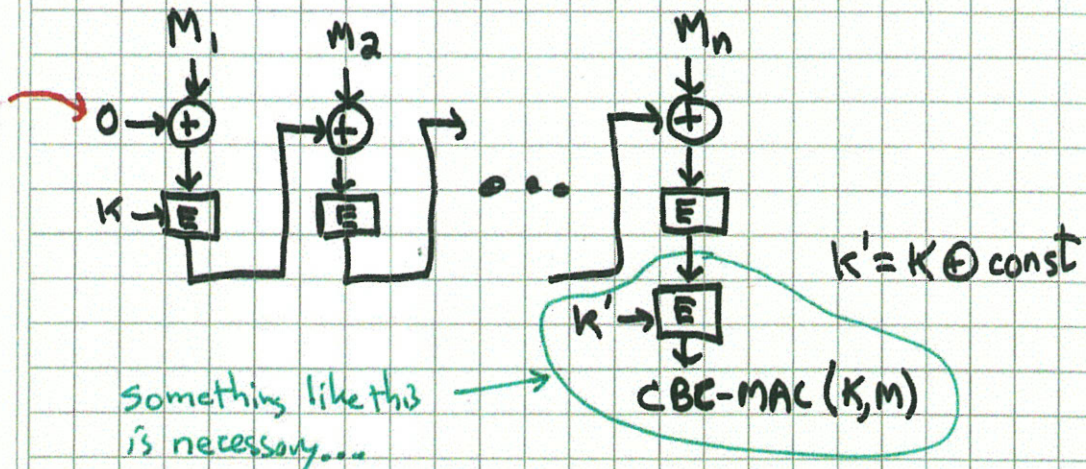 M₁ M₂ Mₙ
0 → ⊕ ⊕ ⊕
K → E E E
K' = K ⊕ const
K' → E
CBC-MAC (K,M)
something like this
is necessary...